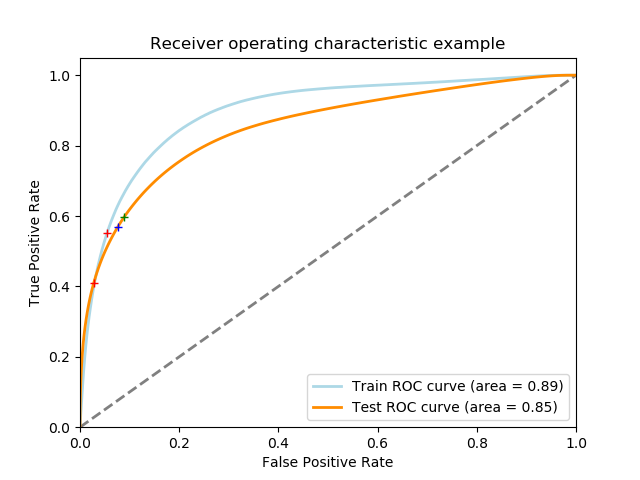 Receiver operating characteristic example
True Positive Rate
1.0
0.8
0.6
0.4
0.2
0.0
0.0 0.2 0.4 0.6 0.8 1.0
False Positive Rate
Train ROC curve (area = 0.89)
Test ROC curve (area = 0.85)